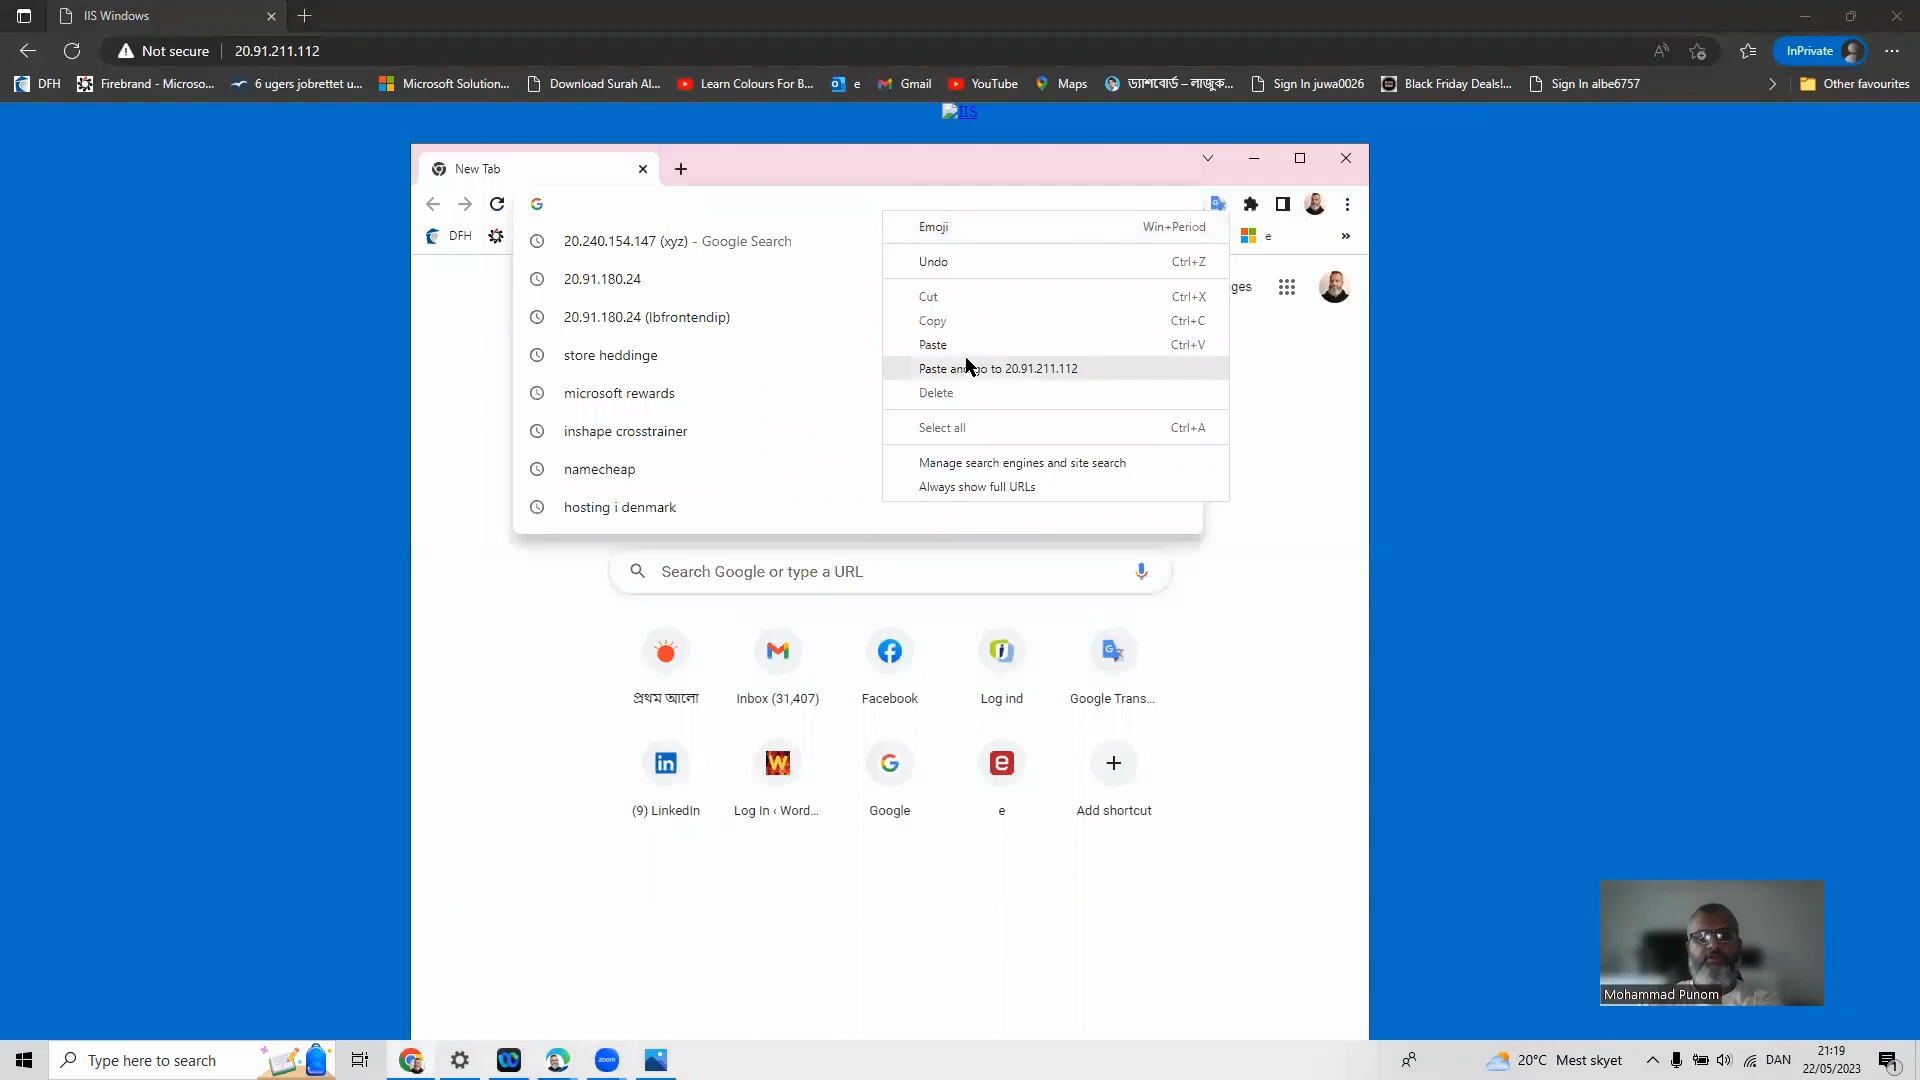 IIS Windows
Not secure
20.91.211.112
InPrivate
DFH
Firebrand - Microso...
6 ugers jobrettet u...
Microsoft Solution...
Download Surah Al...
Learn Colours For B...
e
Gmail
YouTube
Maps
ড্যাশবোর্ড – লাজুক...
Sign In juwa0026
Black Friday Deals!...
Sign In albe6757
Other favourites
IIS
New Tab
DFH
e
20.240.154.147 (xyz) - Google Search
20.91.180.24
20.91.180.24 (lbfrontendip)
store heddinge
microsoft rewards
inshape crosstrainer
namecheap
hosting i denmark
Emoji Win+Period
Undo Ctrl+Z
Cut Ctrl+X
Copy Ctrl+C
Paste Ctrl+V
Paste and go to 20.91.211.112
Delete
Select all Ctrl+A
Manage search engines and site search
Always show full URLs
ges
Search Google or type a URL
প্রথম আলো
Inbox (31,407)
Facebook
Log ind
Google Trans...
(9) LinkedIn
Log In ‹ Word...
Google
e
Add shortcut
Mohammad Punom
Type here to search
zoom
20°C Mest skyet
DAN
21:19
22/05/2023
1